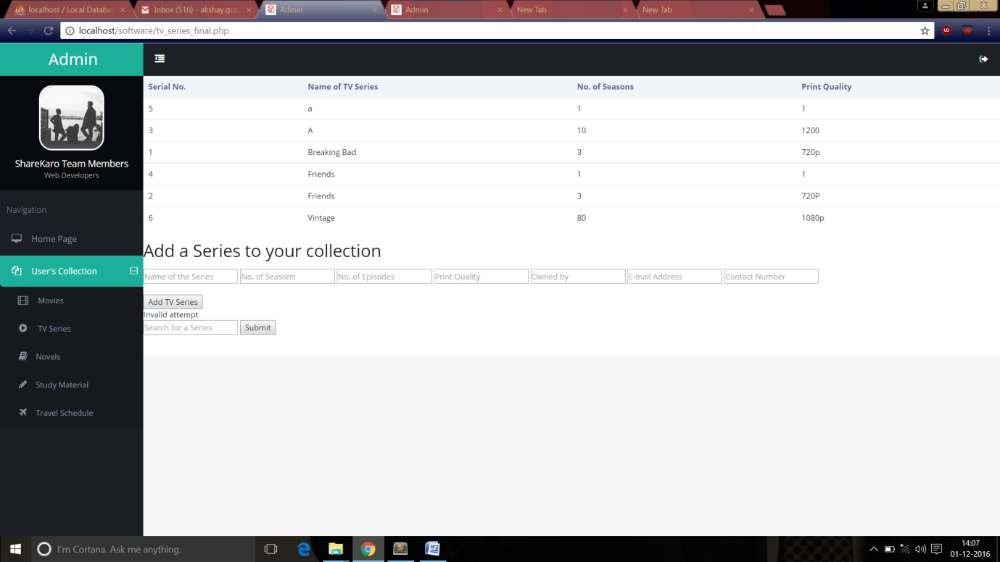 localhost / Local Databas
Inbox (516) - akshay.gup
Admin
Admin
New Tab
New Tab
localhost/software/tv_series_final.php
Admin
ShareKaro Team Members
Web Developers
Navigation
Home Page
User's Collection
Movies
TV Series
Novels
Study Material
Travel Schedule
Serial No. Name of TV Series No. of Seasons Print Quality
5 a 1 1
3 A 10 1200
1 Breaking Bad 3 720p
4 Friends 1 1
2 Friends 3 720P
6 Vintage 80 1080p
Add a Series to your collection
Name of the Series No. of Seasons No. of Episodes Print Quality Owned by E-mail Address Contact Number
Add TV Series
Invalid attempt
Search for a Series Submit
I'm Cortana. Ask me anything.
14:07
01-12-2016